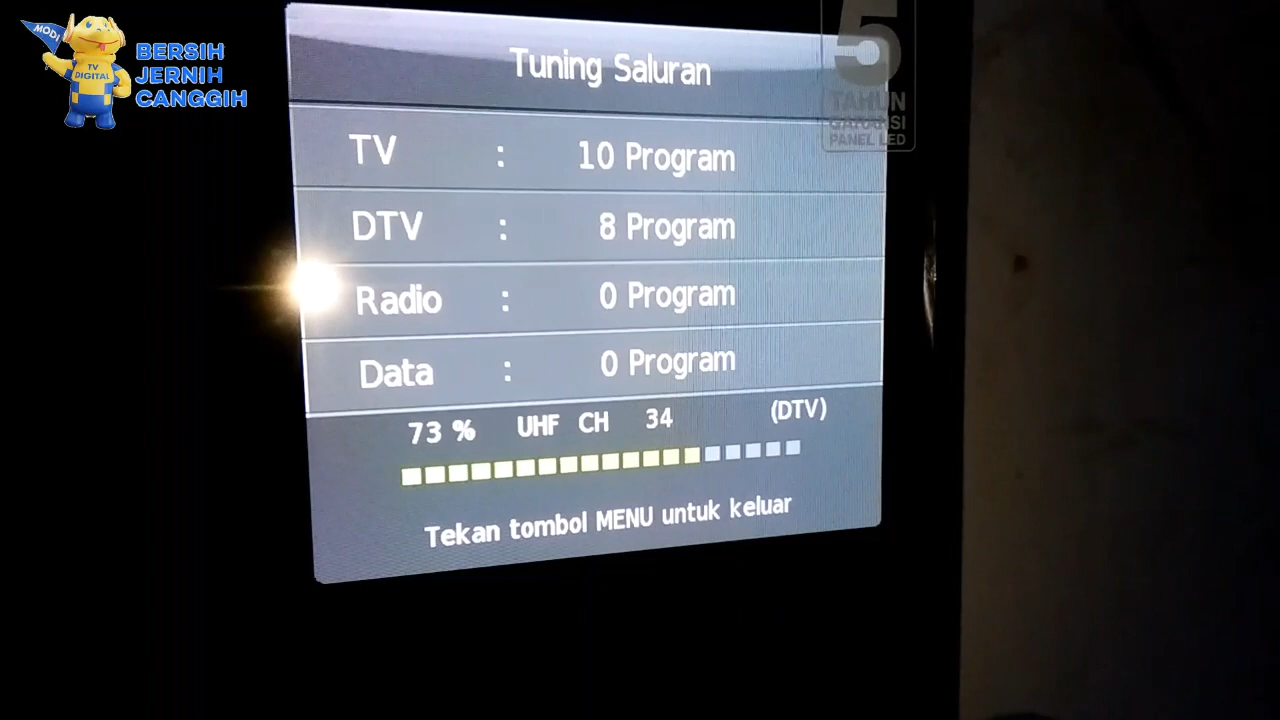 MODI
TV
DIGITAL
BERSIH
JERNIH
CANGGIH
Tuning Saluran
5
TAHUN
GARANSI
PANEL LED
TV : 10 Program
DTV : 8 Program
Radio : 0 Program
Data : 0 Program
73 % UHF CH 34 (DTV)
Tekan tombol MENU untuk keluar